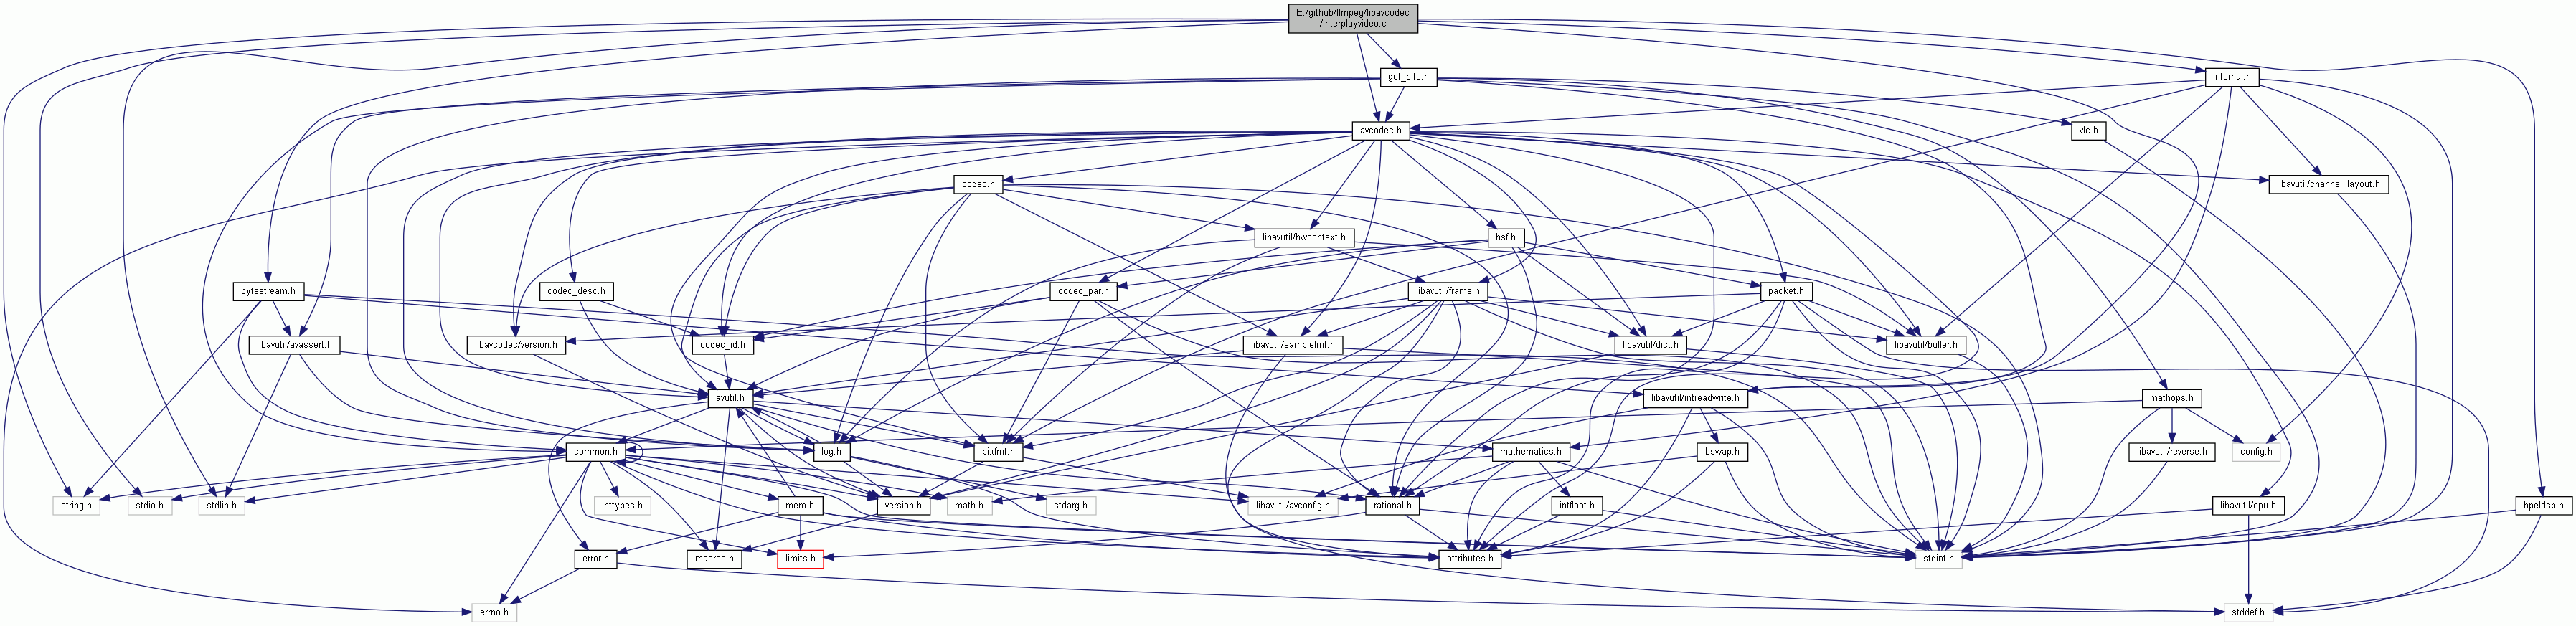 E:/github/ffmpeg/libavcodec
/interplayvideo.c
get_bits.h
internal.h
avcodec.h
vlc.h
codec.h
libavutil/channel_layout.h
libavutil/hwcontext.h
bsf.h
bytestream.h
codec_desc.h
codec_par.h
libavutil/frame.h
packet.h
libavutil/avassert.h
libavcodec/version.h
codec_id.h
libavutil/samplefmt.h
libavutil/dict.h
libavutil/buffer.h
avutil.h
libavutil/intreadwrite.h
mathops.h
common.h
log.h
pixfmt.h
mathematics.h
bswap.h
libavutil/reverse.h
config.h
string.h
stdio.h
stdlib.h
inttypes.h
mem.h
version.h
math.h
stdarg.h
libavutil/avconfig.h
rational.h
intfloat.h
libavutil/cpu.h
hpeldsp.h
error.h
macros.h
limits.h
attributes.h
stdint.h
errno.h
stddef.h